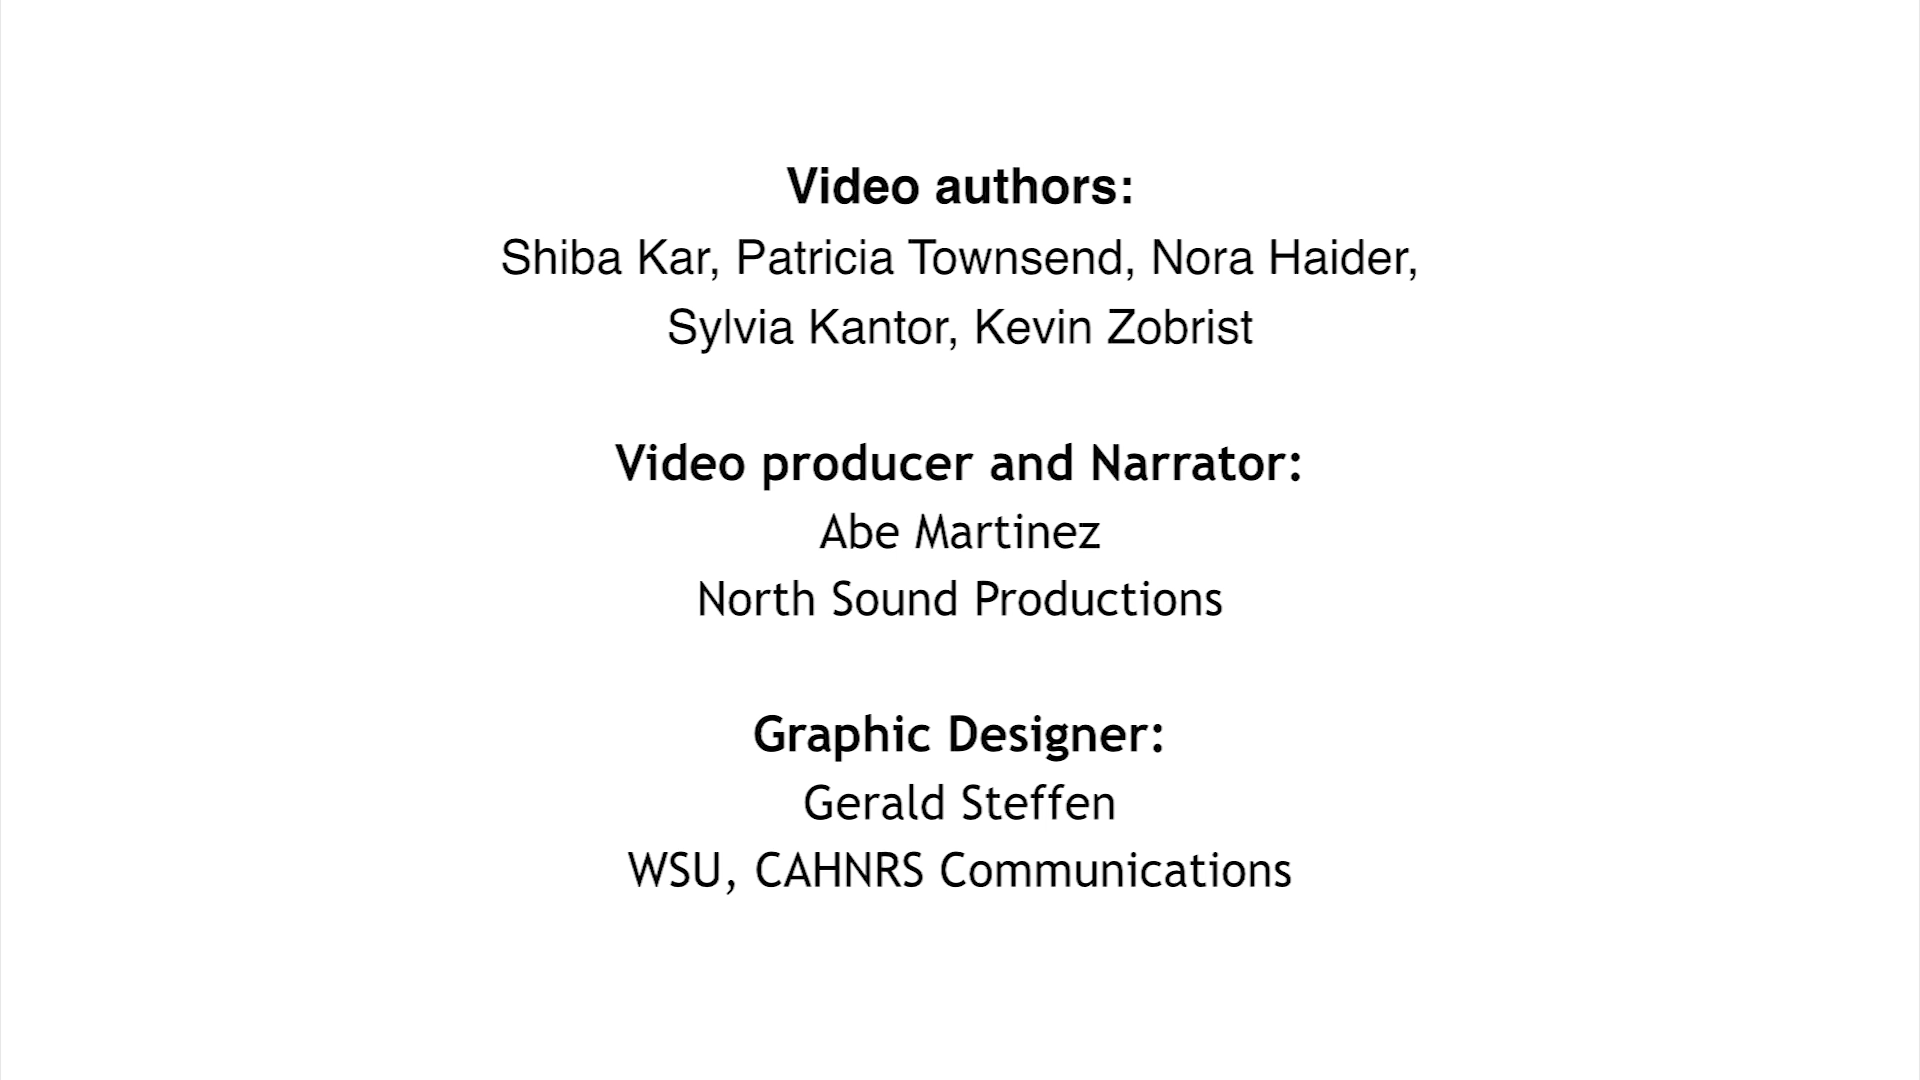 Video authors:
Shiba Kar, Patricia Townsend, Nora Haider,
Sylvia Kantor, Kevin Zobrist
Video producer and Narrator:
Abe Martinez
North Sound Productions
Graphic Designer:
Gerald Steffen
WSU, CAHNRS Communications